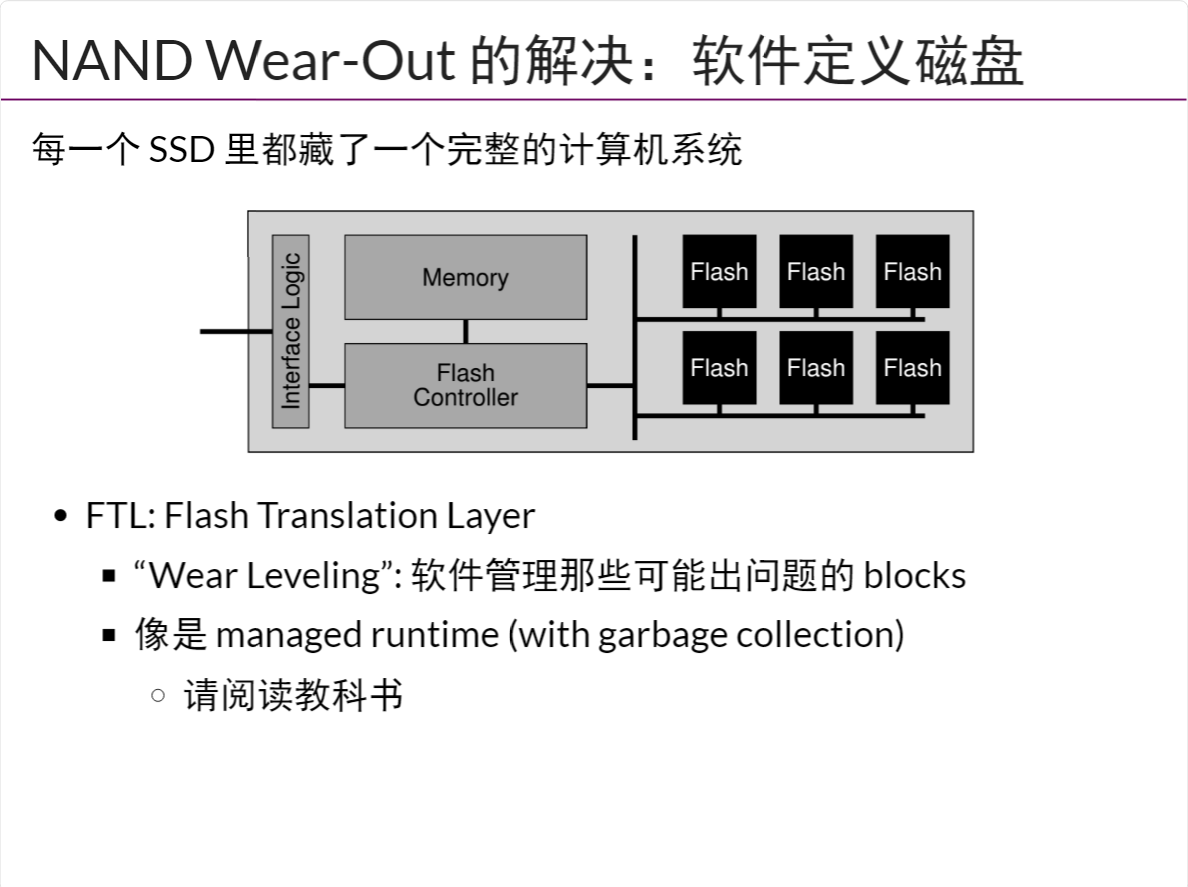 NAND Wear-Out 的解决：软件定义磁盘
每一个 SSD 里都藏了一个完整的计算机系统
Interface Logic
Memory
Flash
Controller
Flash Flash Flash
Flash Flash Flash
• FTL: Flash Translation Layer
▪ “Wear Leveling”: 软件管理那些可能出问题的 blocks
▪ 像是 managed runtime (with garbage collection)
○ 请阅读教科书